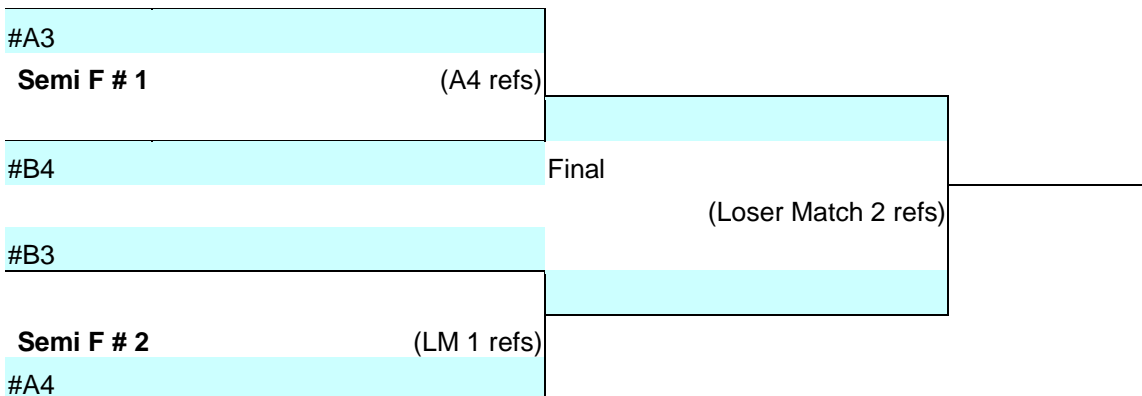 #A3
Semi F # 1 (A4 refs)
#B4
Final
(Loser Match 2 refs)
#B3
Semi F # 2 (LM 1 refs)
#A4